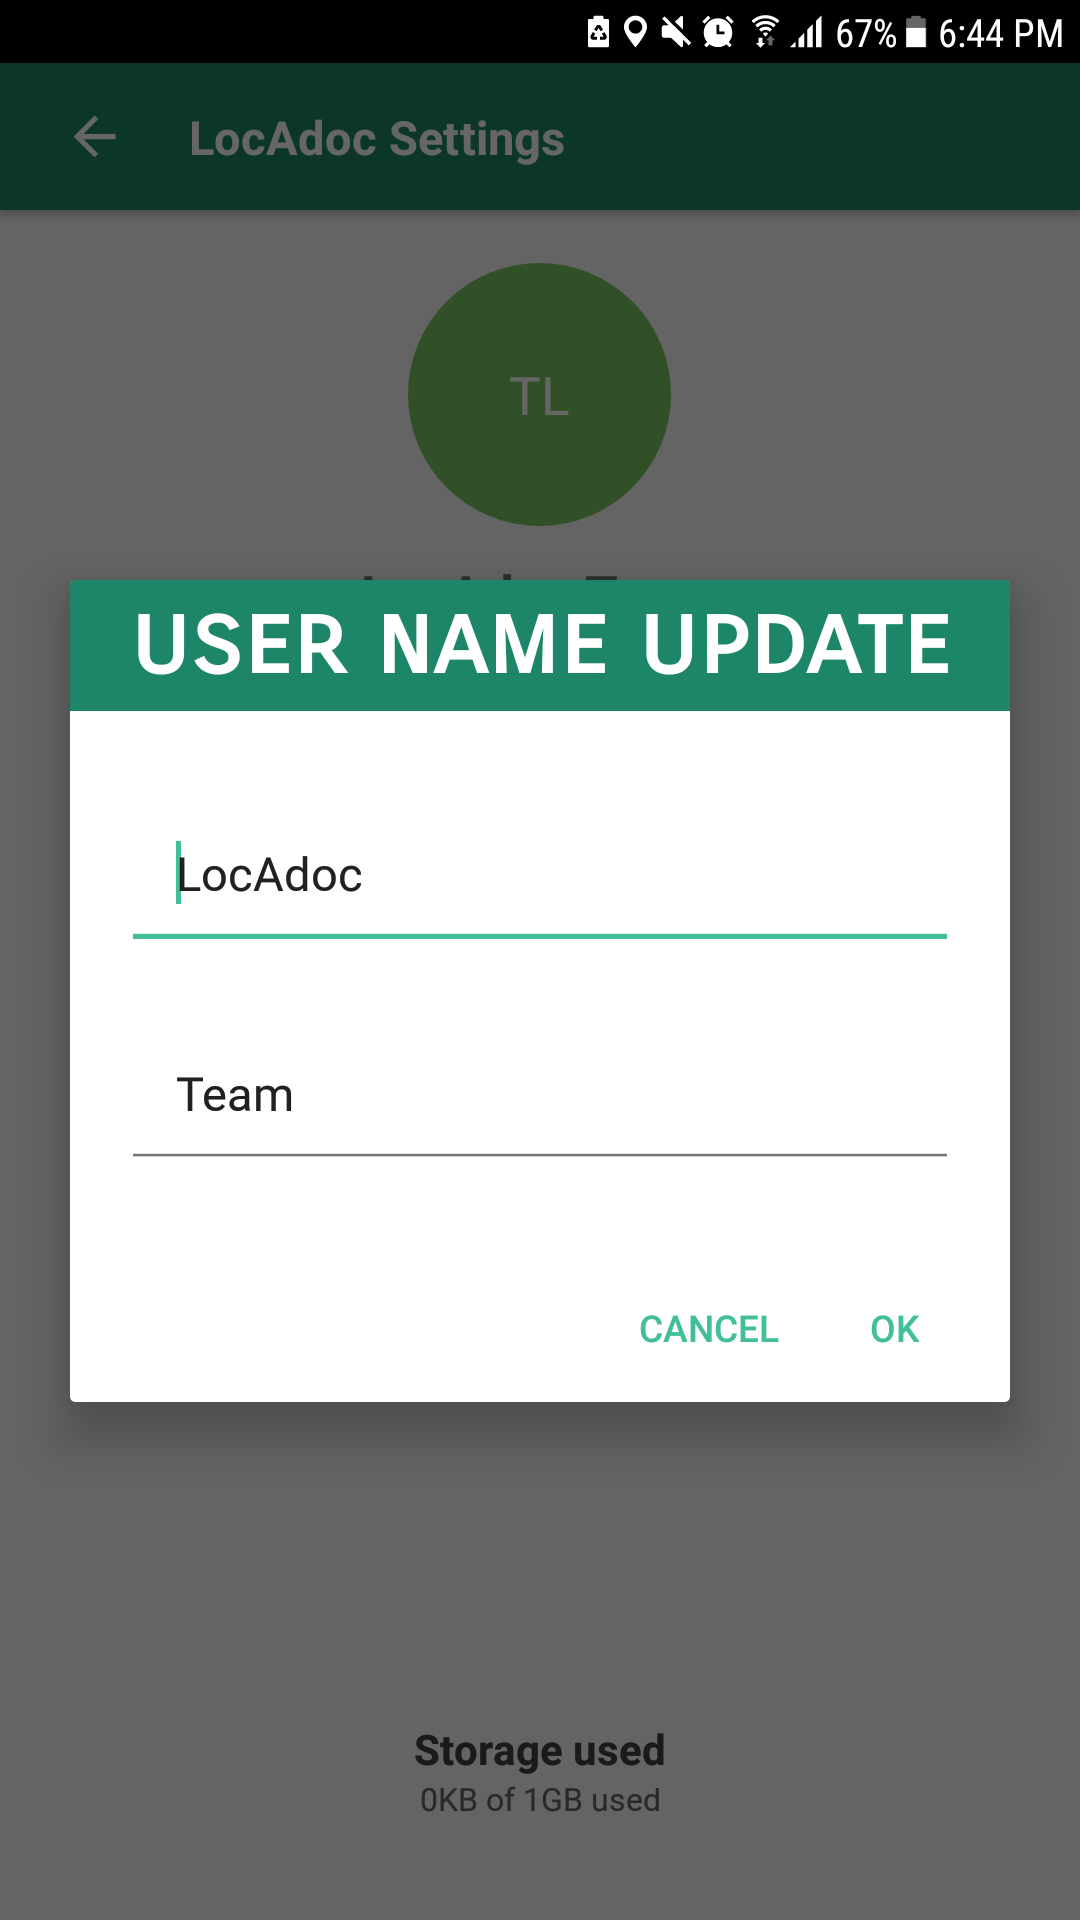 67% 6:44 PM
LocAdoc Settings
TL
USER NAME UPDATE
LocAdoc
Team
CANCEL OK
Storage used
0KB of 1GB used